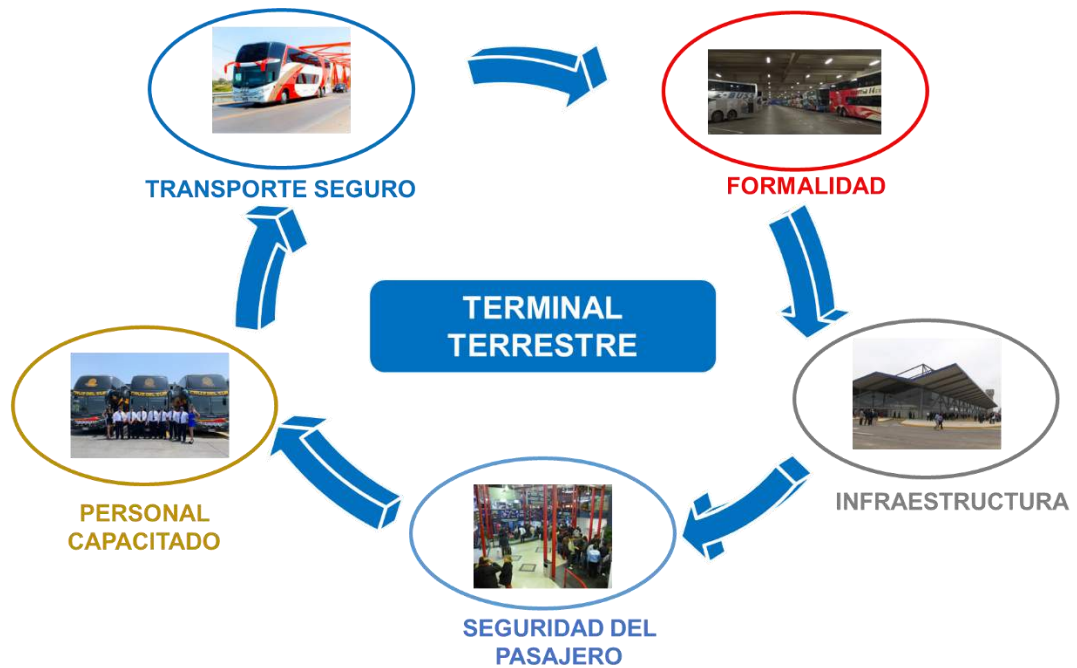 TRANSPORTE SEGURO
FORMALIDAD
TERMINAL
TERRESTRE
INFRAESTRUCTURA
PERSONAL
CAPACITADO
SEGURIDAD DEL
PASAJERO